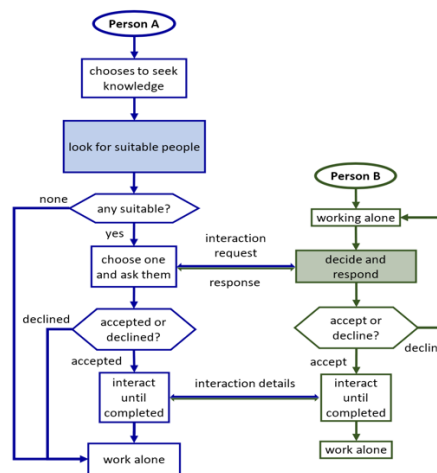 Person A
chooses to seek
knowledge
look for suitable people
none
any suitable?
yes
choose one
and ask them
interaction
request
response
declined
accepted or
declined?
accepted
interact
until
completed
interaction details
work alone
Person B
working alone
decide and
respond
accept or
decline?
declin
accept
interact
until
completed
work alone